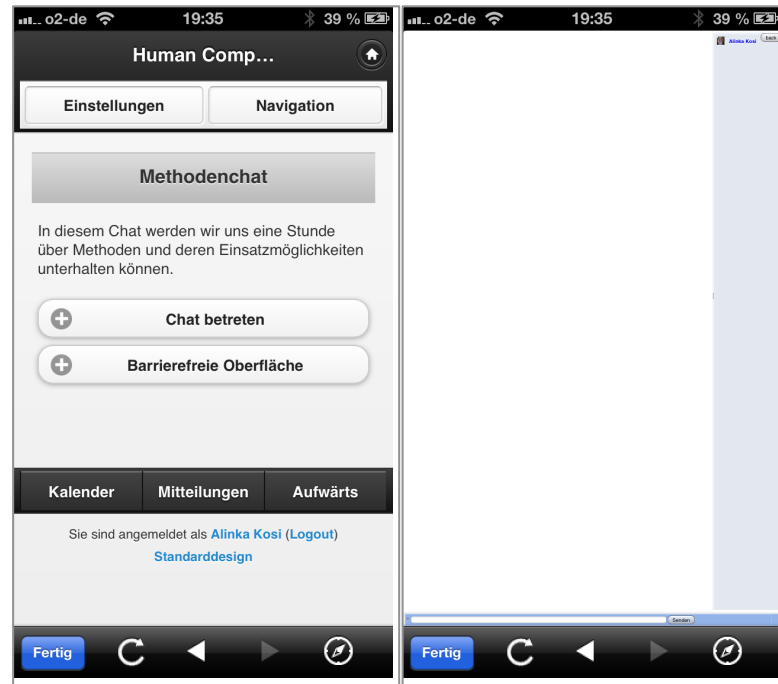 o2-de 19:35 39 %
Human Comp...
Einstellungen Navigation
Methodenchat
In diesem Chat werden wir uns eine Stunde
über Methoden und deren Einsatzmöglichkeiten
unterhalten können.
Chat betreten
Barrierefreie Oberfläche
Kalender Mitteilungen Aufwärts
Sie sind angemeldet als Alinka Kosi (Logout)
Standarddesign
Fertig
o2-de 19:35 39 %
Alinka Kosi back
Senden
Fertig